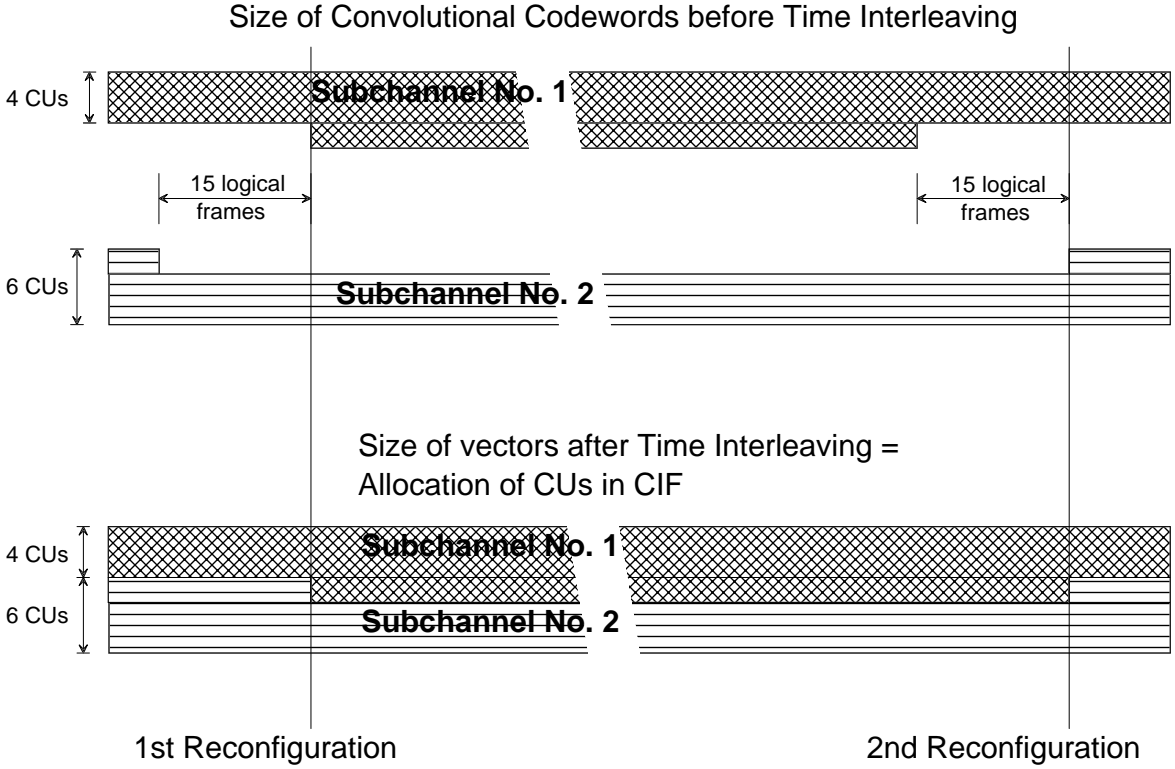 Size of Convolutional Codewords before Time Interleaving
4 CUs
Subchannel No. 1
15 logical
frames
15 logical
frames
6 CUs
Subchannel No. 2
Size of vectors after Time Interleaving =
Allocation of CUs in CIF
4 CUs
Subchannel No. 1
6 CUs
Subchannel No. 2
1st Reconfiguration
2nd Reconfiguration